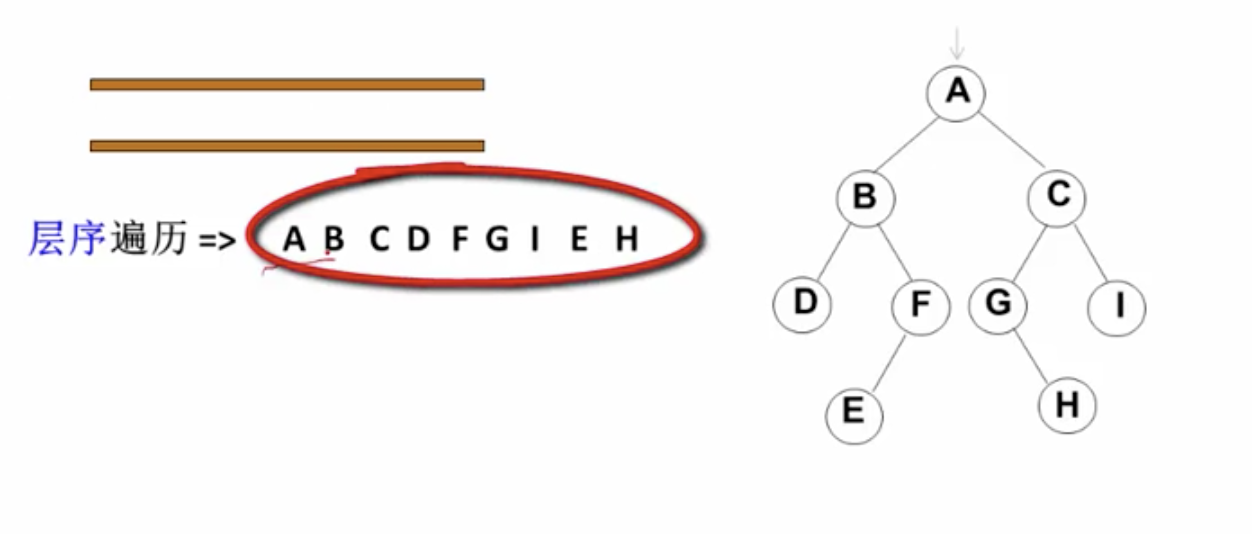 层序遍历 => A B C D F G I E H
A
B C
D F G I
E H